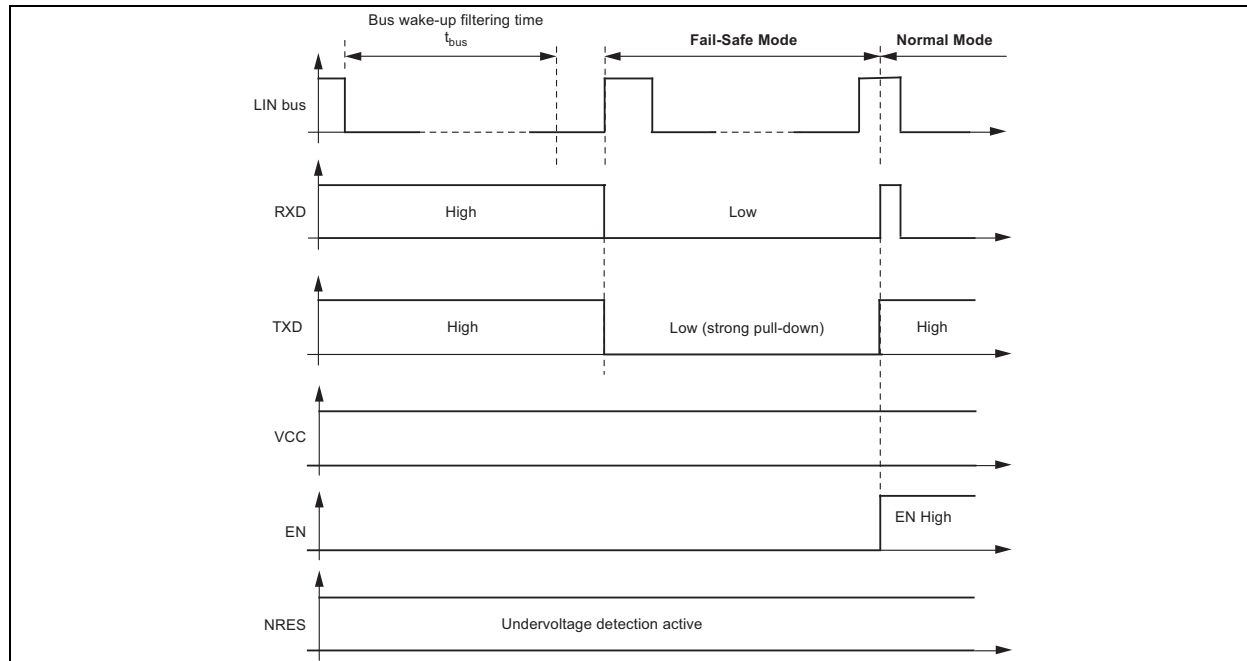 Bus wake-up filtering time
tbus
Fail-Safe Mode
Normal Mode
LIN bus
RXD
High
Low
TXD
High
Low (strong pull-down)
High
VCC
EN
EN High
NRES
Undervoltage detection active